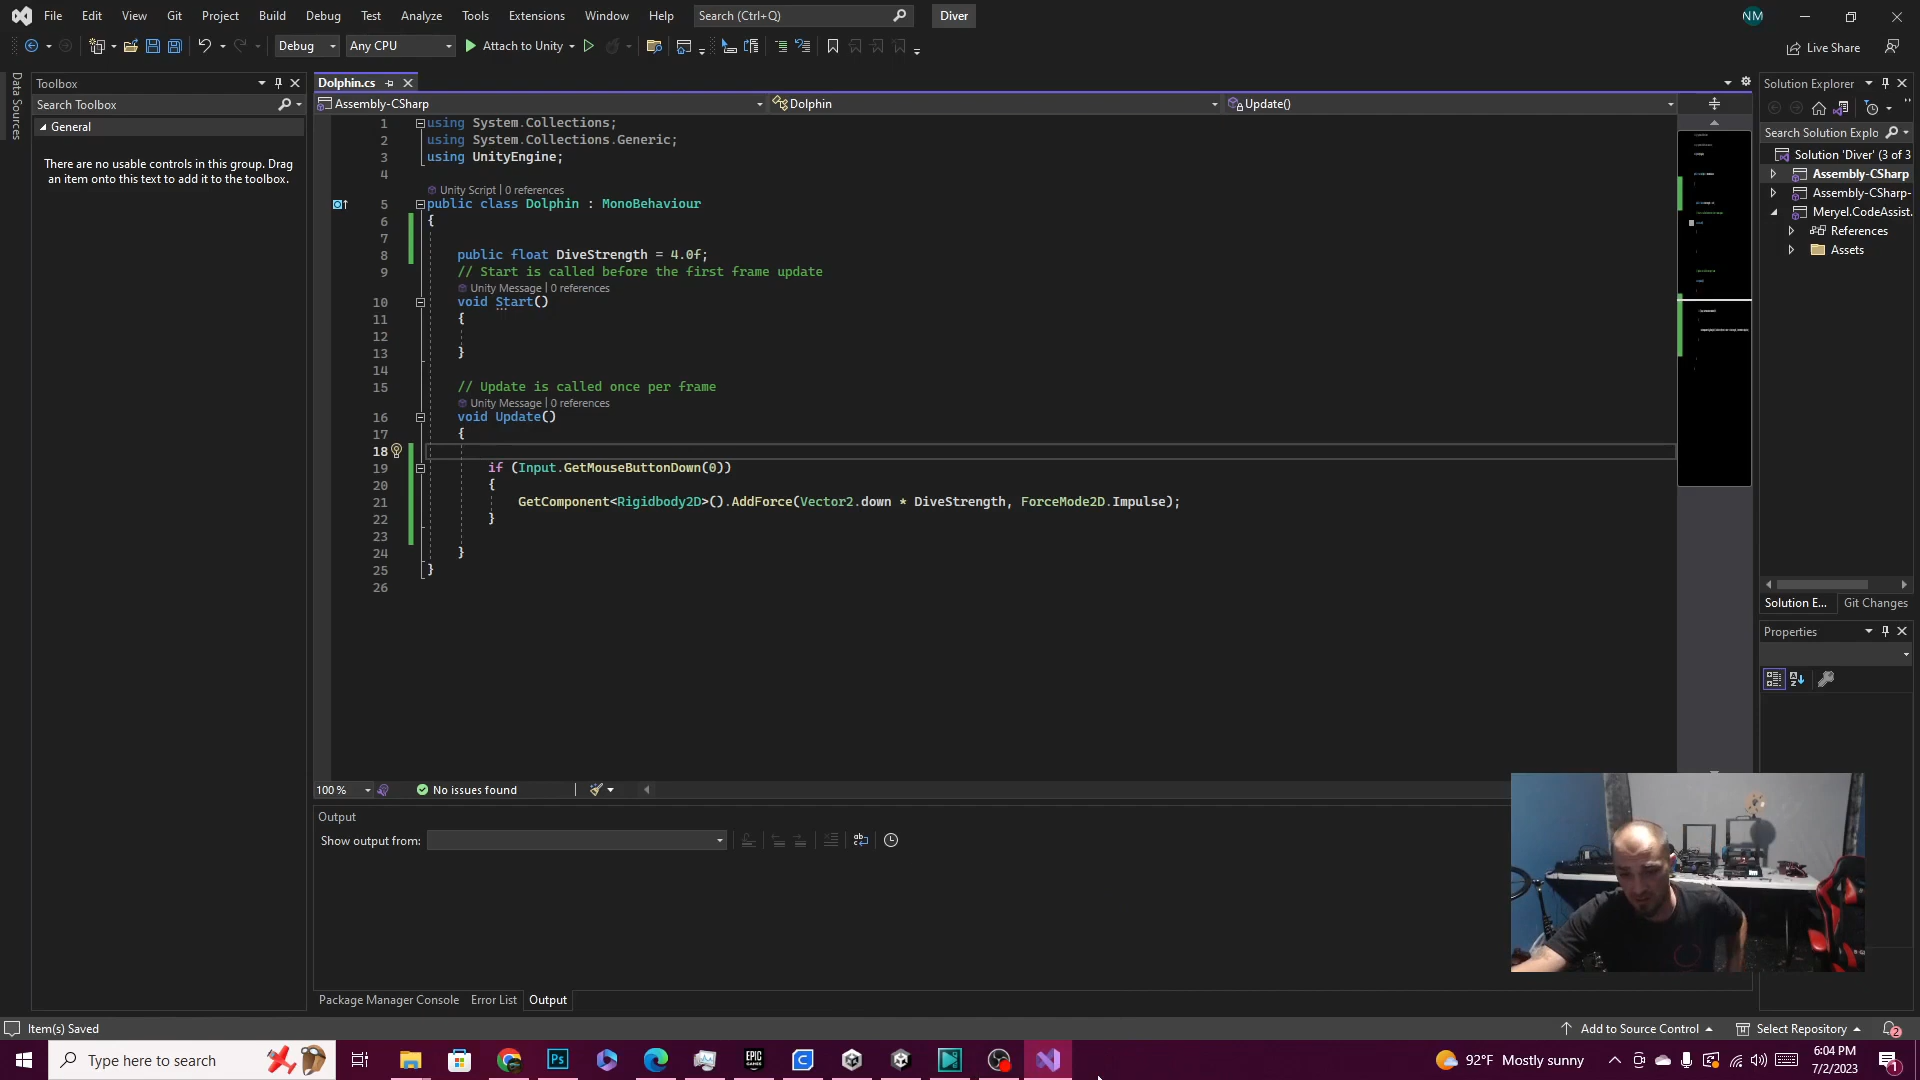 File Edit View Git Project Build Debug Test Analyze Tools Extensions Window Help Search (Ctrl+Q) Diver NM
Debug Any CPU Attach to Unity Live Share
Data Sources
Toolbox
Search Toolbox
General
There are no usable controls in this group. Drag
an item onto this text to add it to the toolbox.
Dolphin.cs
Assembly-CSharp Dolphin Update()
1 using System.Collections;
2 using System.Collections.Generic;
3 using UnityEngine;
4
Unity Script | 0 references
5 public class Dolphin : MonoBehaviour
6 {
7
8 public float DiveStrength = 4.0f;
9 // Start is called before the first frame update
Unity Message | 0 references
10 void Start()
11 {
12
13 }
14
15 // Update is called once per frame
Unity Message | 0 references
16 void Update()
17 {
18
19 if (Input.GetMouseButtonDown(0))
20 {
21 GetComponent<Rigidbody2D>().AddForce(Vector2.down * DiveStrength, ForceMode2D.Impulse);
22 }
23
24 }
25 }
26
100 % No issues found
Output
Show output from:
Package Manager Console Error List Output
Solution Explorer
Search Solution Explo
Solution 'Diver' (3 of 3
Assembly-CSharp
Assembly-CSharp-
Meryel.CodeAssist.
References
Assets
Solution E... Git Changes
Properties
Item(s) Saved Add to Source Control Select Repository 2
Type here to search 92°F Mostly sunny 6:04 PM
7/2/2023 1